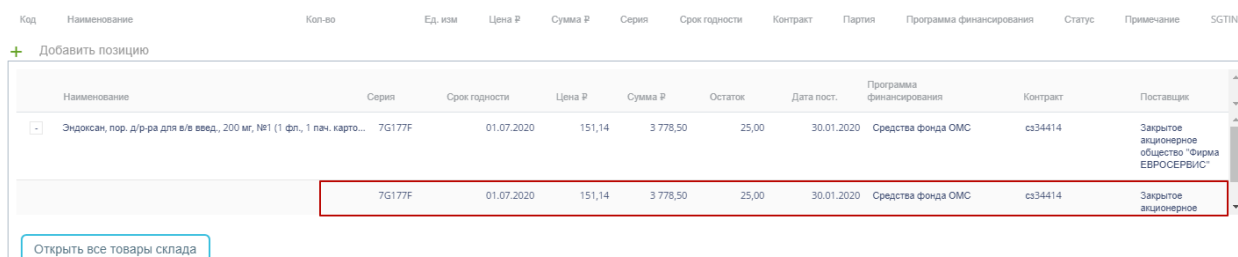 Код Наименование Кол-во Ед. изм Цена ₽ Сумма ₽ Серия Срок годности Контракт Партия Программа финансирования Статус Примечание SGTIN
+ Добавить позицию
Наименование Серия Срок годности Цена ₽ Сумма ₽ Остаток Дата пост. Программа финансирования Контракт Поставщик
- Эндоксан, пор. д/р-ра для в/в введ., 200 мг, №1 (1 фл., 1 пач. карто... 7G177F 01.07.2020 151,14 3 778,50 25,00 30.01.2020 Средства фонда ОМС сз34414 Закрытое
акционерное
общество "Фирма
ЕВРОСЕРВИС"
7G177F 01.07.2020 151,14 3 778,50 25,00 30.01.2020 Средства фонда ОМС сз34414 Закрытое
акционерное
Открыть все товары склада